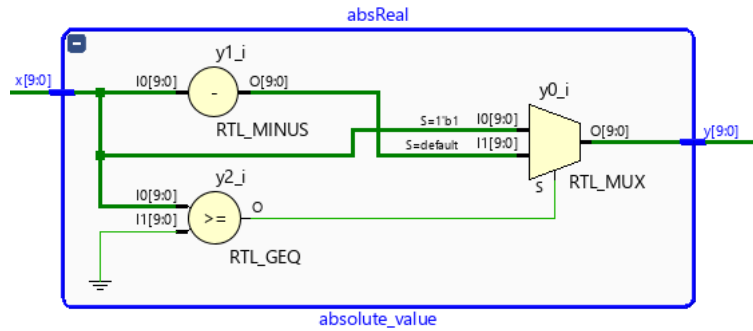 absReal
y1_i
x[9:0]
I0[9:0]
-
O[9:0]
RTL_MINUS
y0_i
S=1'b1
I0[9:0]
S=default
I1[9:0]
O[9:0]
y[9:0]
S
RTL_MUX
y2_i
I0[9:0]
I1[9:0]
>=
O
RTL_GEQ
absolute_value